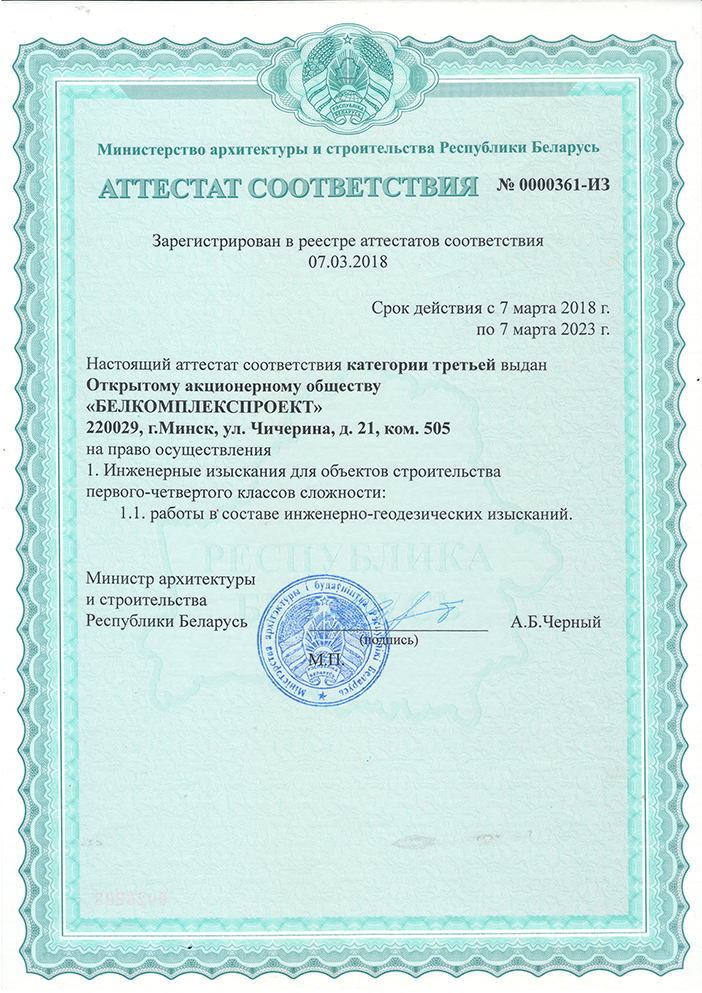 РЭСПУБЛІКА
БЕЛАРУСЬ
Министерство архитектуры и строительства Республики Беларусь
АТТЕСТАТ СООТВЕТСТВИЯ № 0000361-ИЗ
Зарегистрирован в реестре аттестатов соответствия
07.03.2018
Срок действия с 7 марта 2018 г.
по 7 марта 2023 г.
Настоящий аттестат соответствия категории третьей выдан
Открытому акционерному обществу
«БЕЛКОМПЛЕКСПРОЕКТ»
220029, г.Минск, ул. Чичерина, д. 21, ком. 505
на право осуществления
1. Инженерные изыскания для объектов строительства
первого-четвертого классов сложности:
1.1. работы в составе инженерно-геодезических изысканий.
РЕСПУБЛИКА
Министр архитектуры
и строительства
Республики Беларусь А.Б.Черный
(подпись)
М.П.
Міністэрства архітэктуры і будаўніцтва Рэспублікі Беларусь